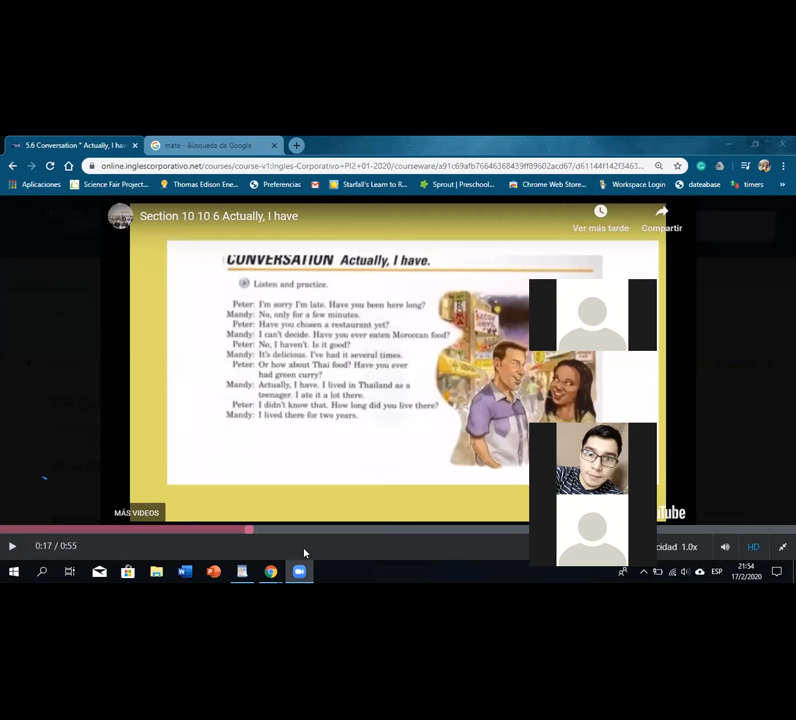 5.6 Conversation " Actually, I hav
mate - Búsqueda de Google
online.inglescorporativo.net/courses/course-v1:Ingles-Corporativo+PI2+01-2020/courseware/a91c69afb76646368439ff89602acd67/d61144f142f3463...
Aplicaciones
Science Fair Project...
Thomas Edison Ene...
Preferencias
Starfall's Learn to R...
Sprout | Preschool...
Chrome Web Store...
Workspace Login
dateabase
timers
»
Section 10 10 6 Actually, I have
Ver más tarde
Compartir
CONVERSATION Actually, I have.
Listen and practice.
Peter: I'm sorry I'm late. Have you been here long?
Mandy: No, only for a few minutes.
Peter: Have you chosen a restaurant yet?
Mandy: I can't decide. Have you ever eaten Moroccan food?
Peter: No, I haven't. Is it good?
Mandy: It's delicious. I've had it several times.
Peter: Or how about Thai food? Have you ever
had green curry?
Mandy: Actually, I have. I lived in Thailand as a
teenager. I ate it a lot there.
Peter: I didn't know that. How long did you live there?
Mandy: I lived there for two years.
MÁS VIDEOS
uTube
0:17 / 0:55
cidad 1.0x
HD
ESP
21:54
17/2/2020